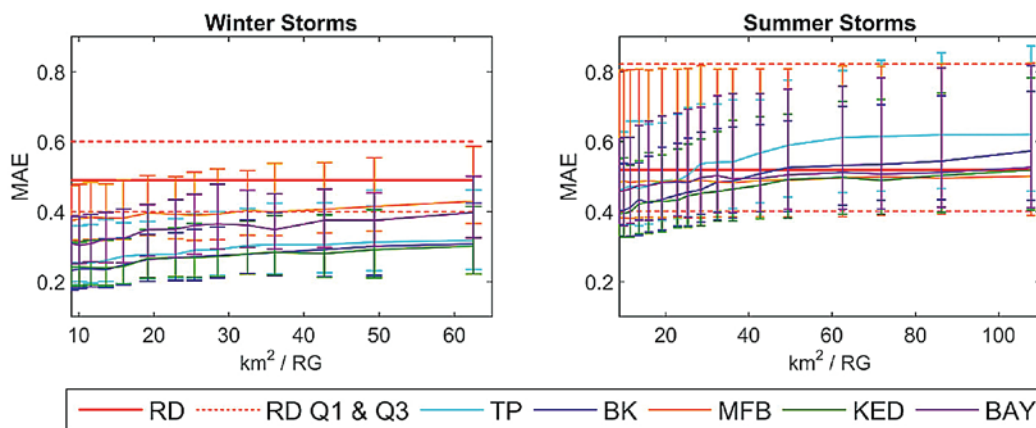 Winter Storms
Summer Storms
MAE
0.8
0.6
0.4
0.2
10 20 30 40 50 60
km² / RG
MAE
0.8
0.6
0.4
0.2
20 40 60 80 100
km² / RG
RD RD Q1 & Q3 TP BK MFB KED BAY